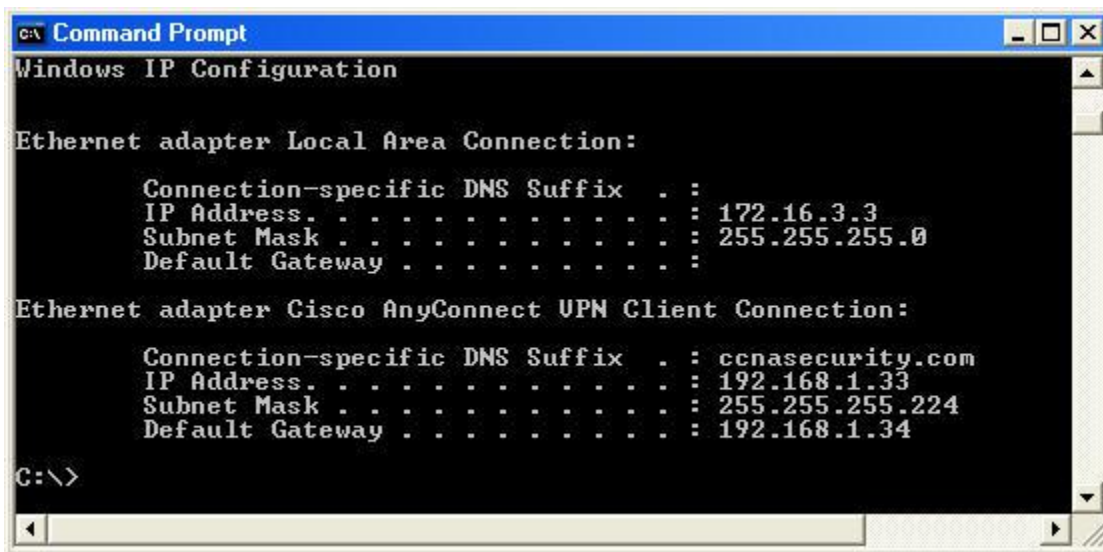 Command Prompt
Windows IP Configuration
Ethernet adapter Local Area Connection:
Connection-specific DNS Suffix . :
IP Address. . . . . . . . . . . . : 172.16.3.3
Subnet Mask . . . . . . . . . . . : 255.255.255.0
Default Gateway . . . . . . . . . :
Ethernet adapter Cisco AnyConnect VPN Client Connection:
Connection-specific DNS Suffix . : ccnasecurity.com
IP Address. . . . . . . . . . . . : 192.168.1.33
Subnet Mask . . . . . . . . . . . : 255.255.255.224
Default Gateway . . . . . . . . . : 192.168.1.34
C:\>